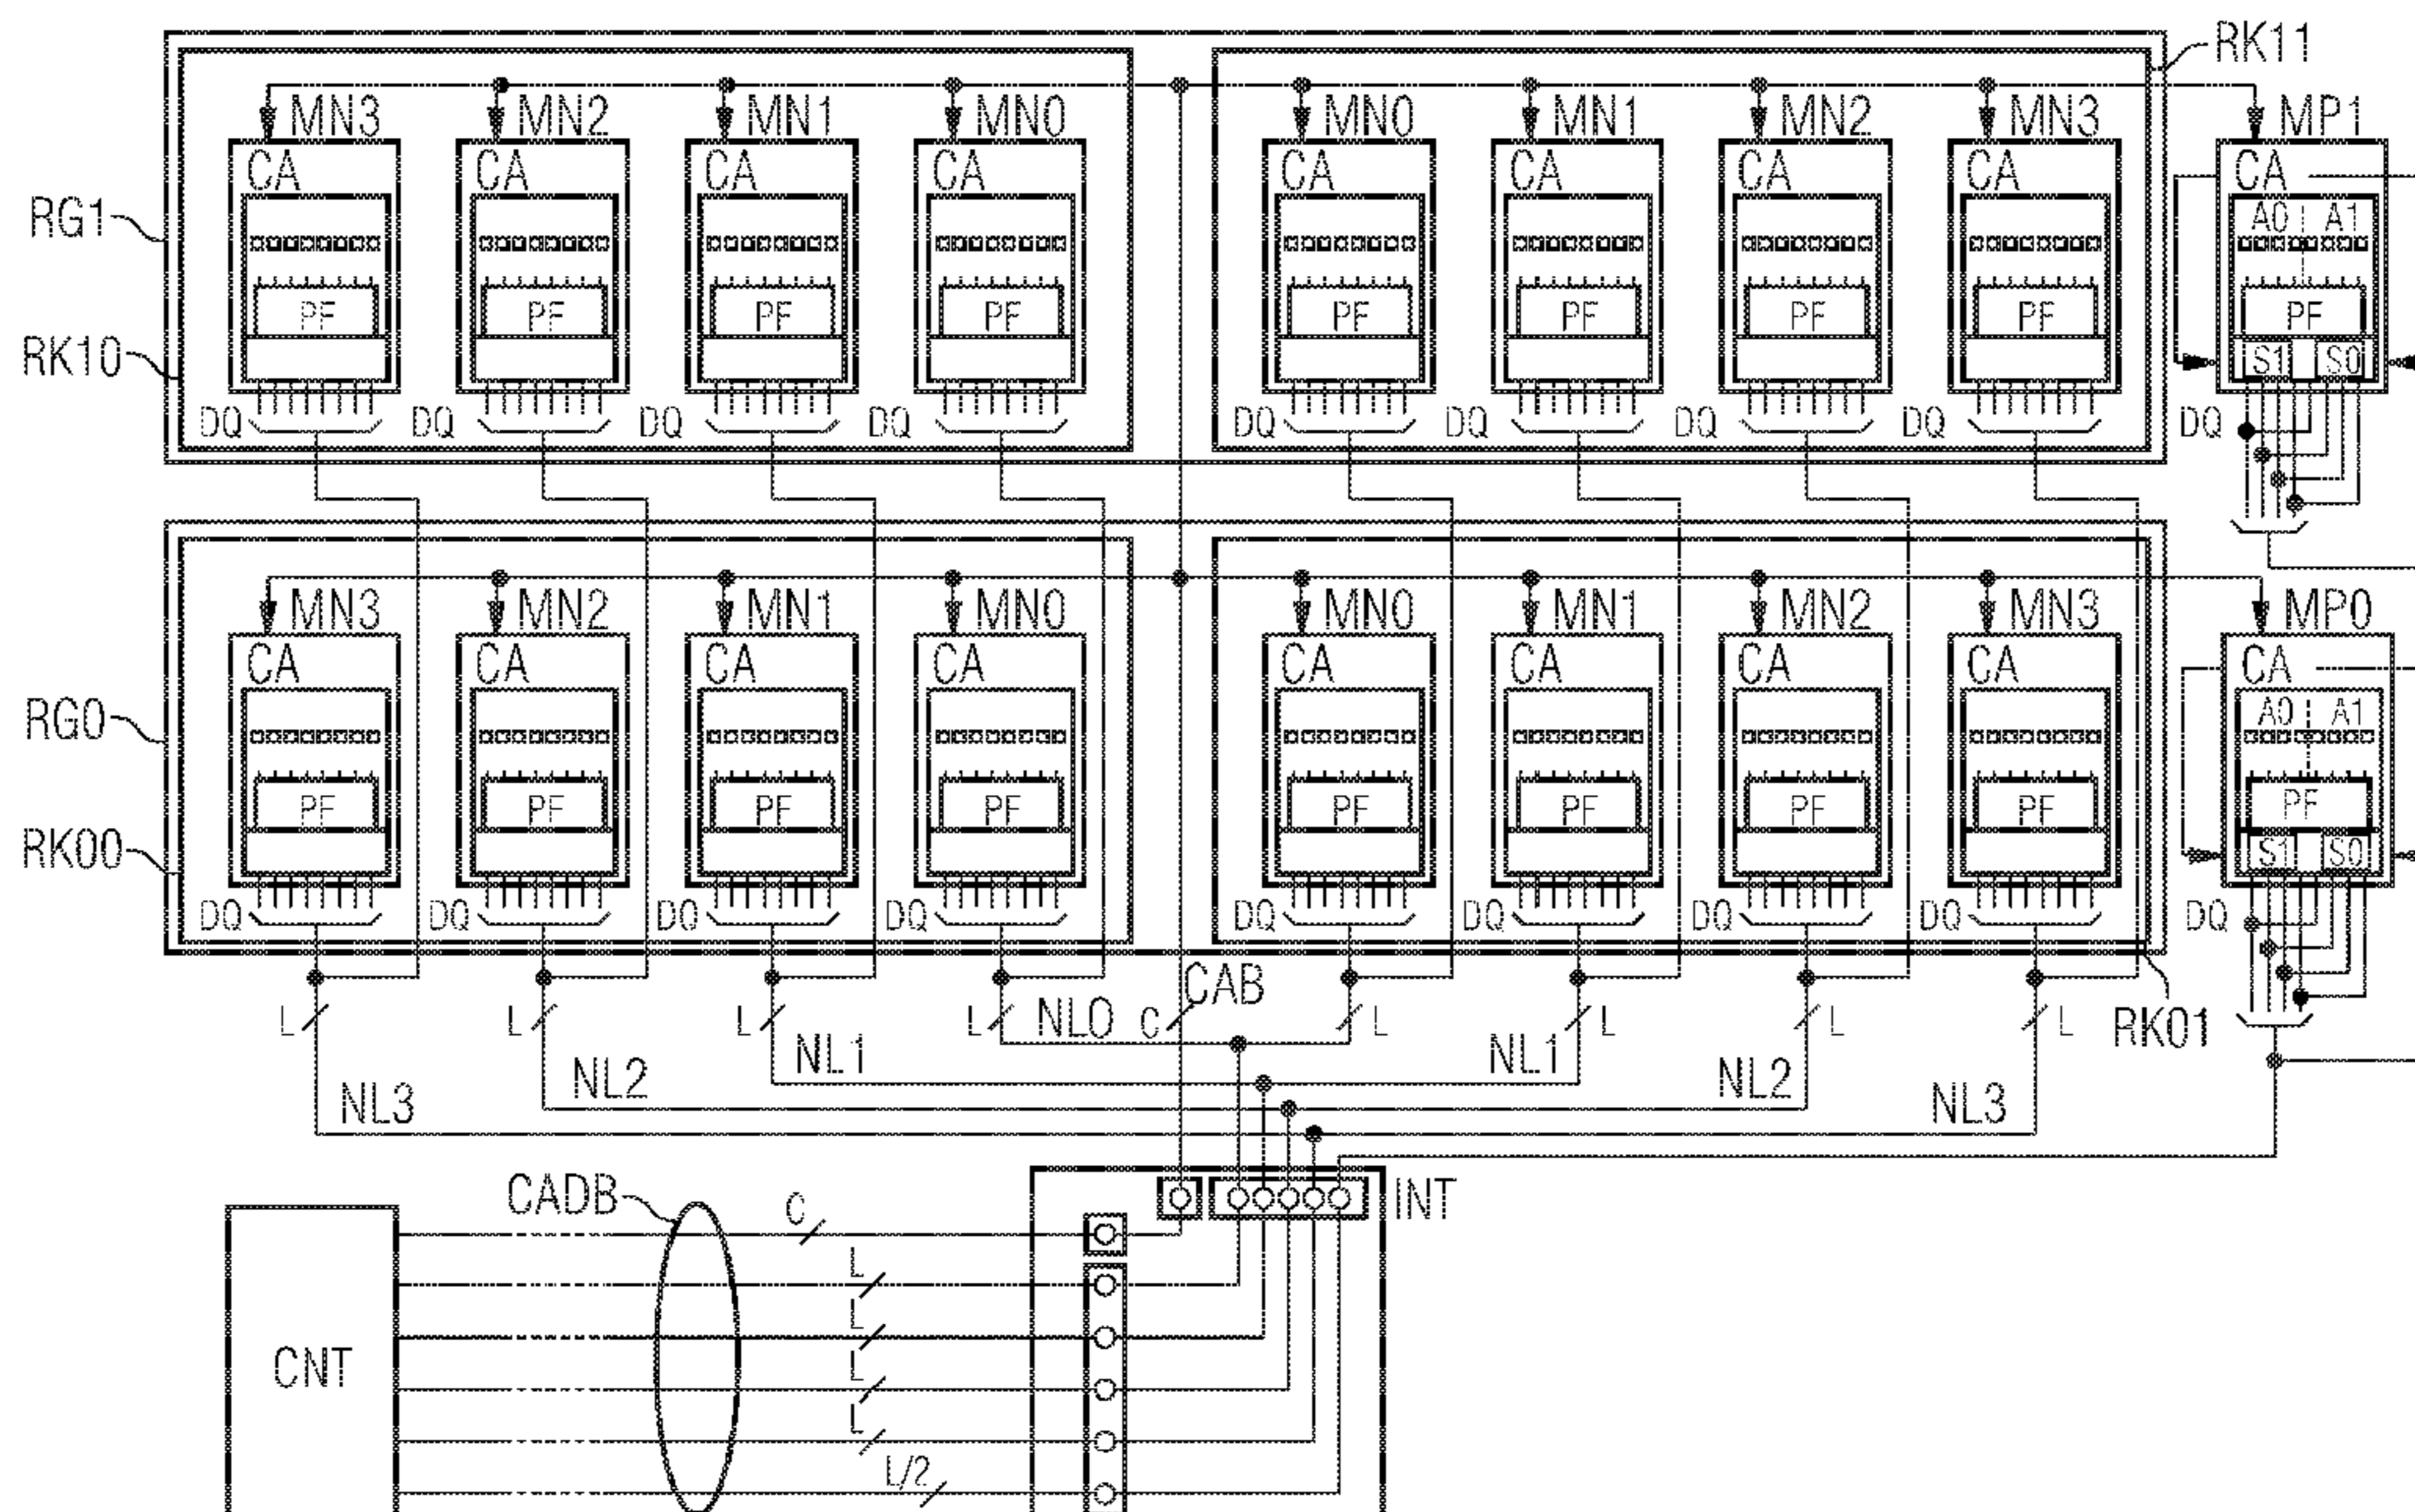 RK11
MN3 MN2 MN1 MN0 MN0 MN1 MN2 MN3 MP1
CA CA CA CA CA CA CA CA CA
RG1
A0 A1
PF PF PF PF PF PF PF PF PF
RK10
S1 S0
DQ DQ DQ DQ DQ DQ DQ DQ DQ
MN3 MN2 MN1 MN0 MN0 MN1 MN2 MN3 MP0
CA CA CA CA CA CA CA CA CA
RG0
A0 A1
PF PF PF PF PF PF PF PF PF
RK00
S1 S0
DQ DQ DQ DQ DQ DQ DQ DQ DQ
CAB
L L L L NL0 C L L L L RK01
NL1 NL1
NL2 NL2
NL3 NL3
CADB C INT
L
L
CNT L
L
L/2